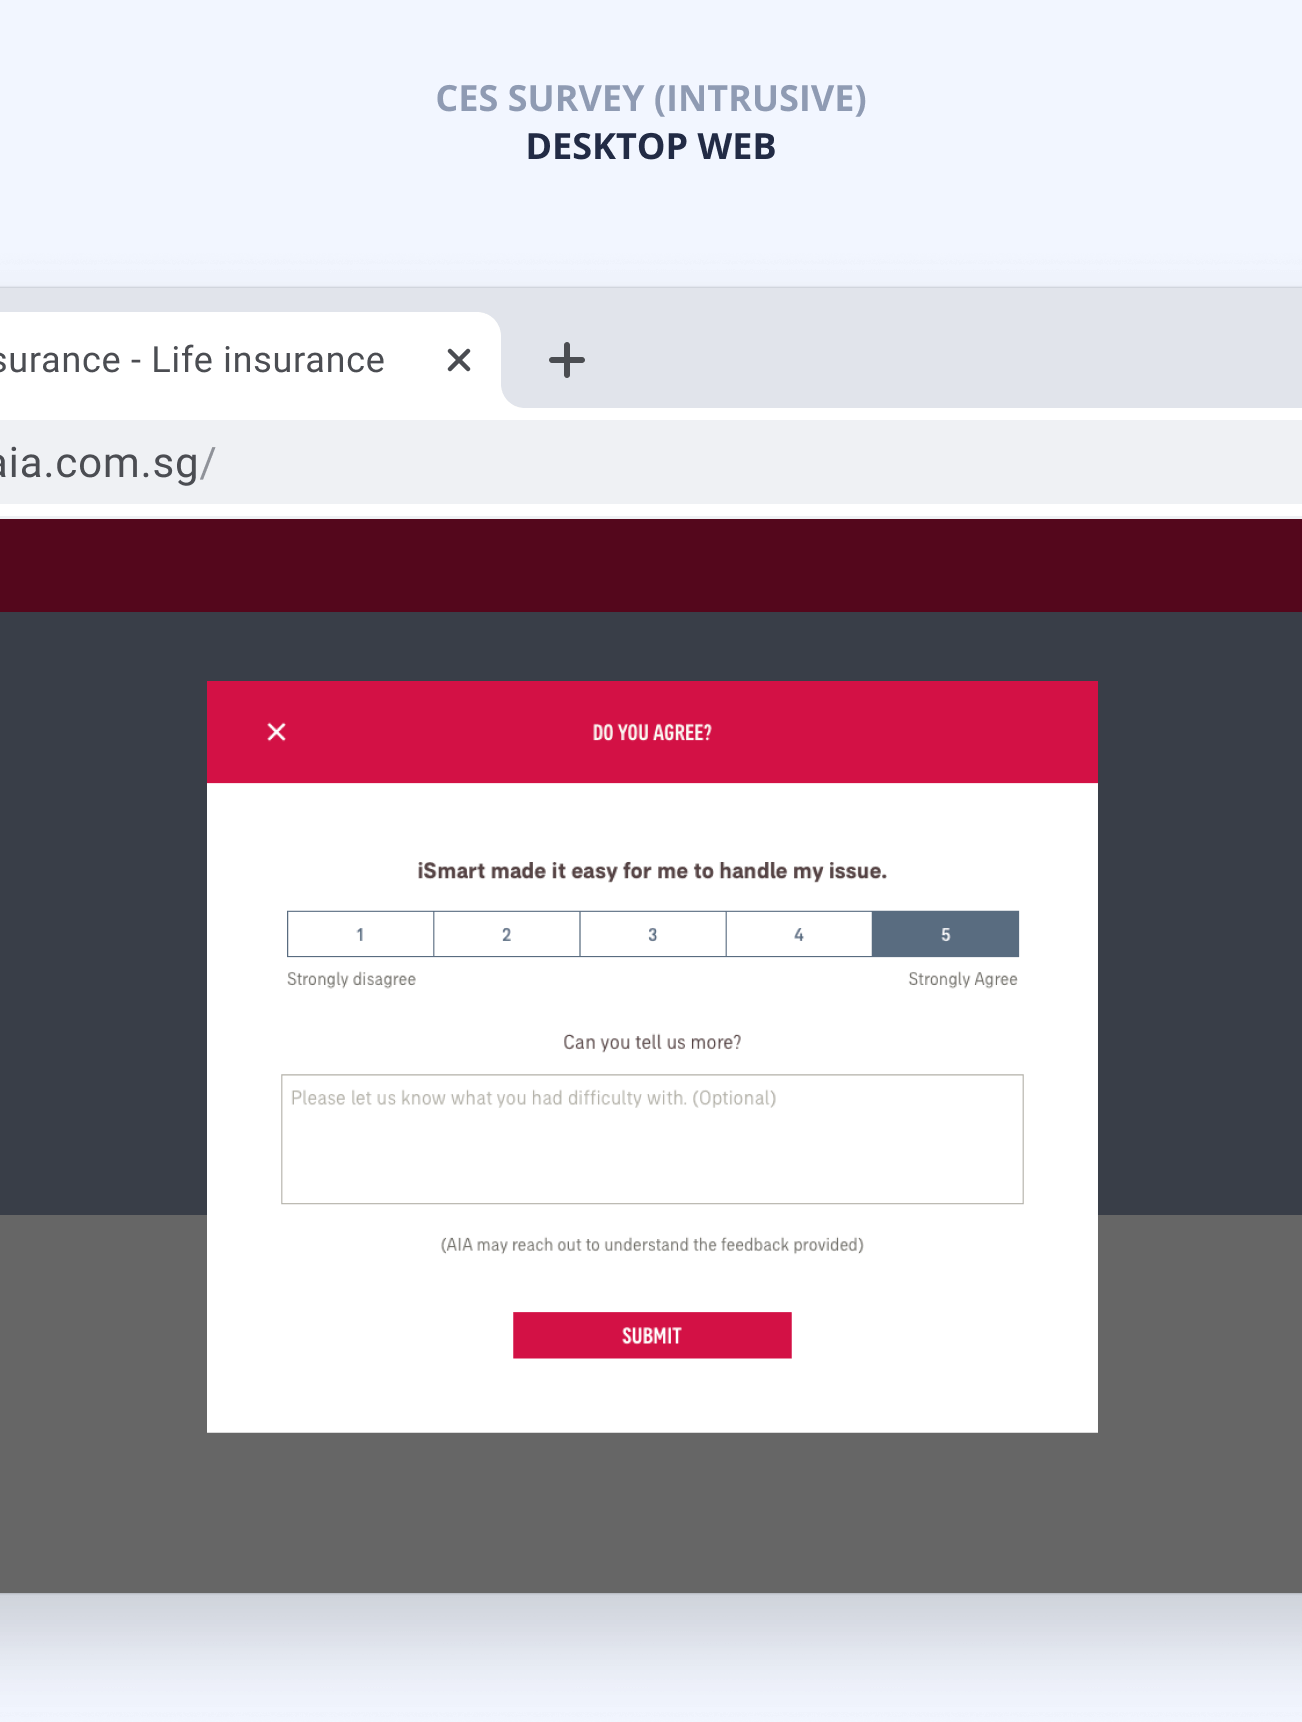 CES SURVEY (INTRUSIVE)
DESKTOP WEB
surance - Life insurance
aia.com.sg/
DO YOU AGREE?
iSmart made it easy for me to handle my issue.
1 2 3 4 5
Strongly disagree Strongly Agree
Can you tell us more?
Please let us know what you had difficulty with. (Optional)
(AIA may reach out to understand the feedback provided)
SUBMIT